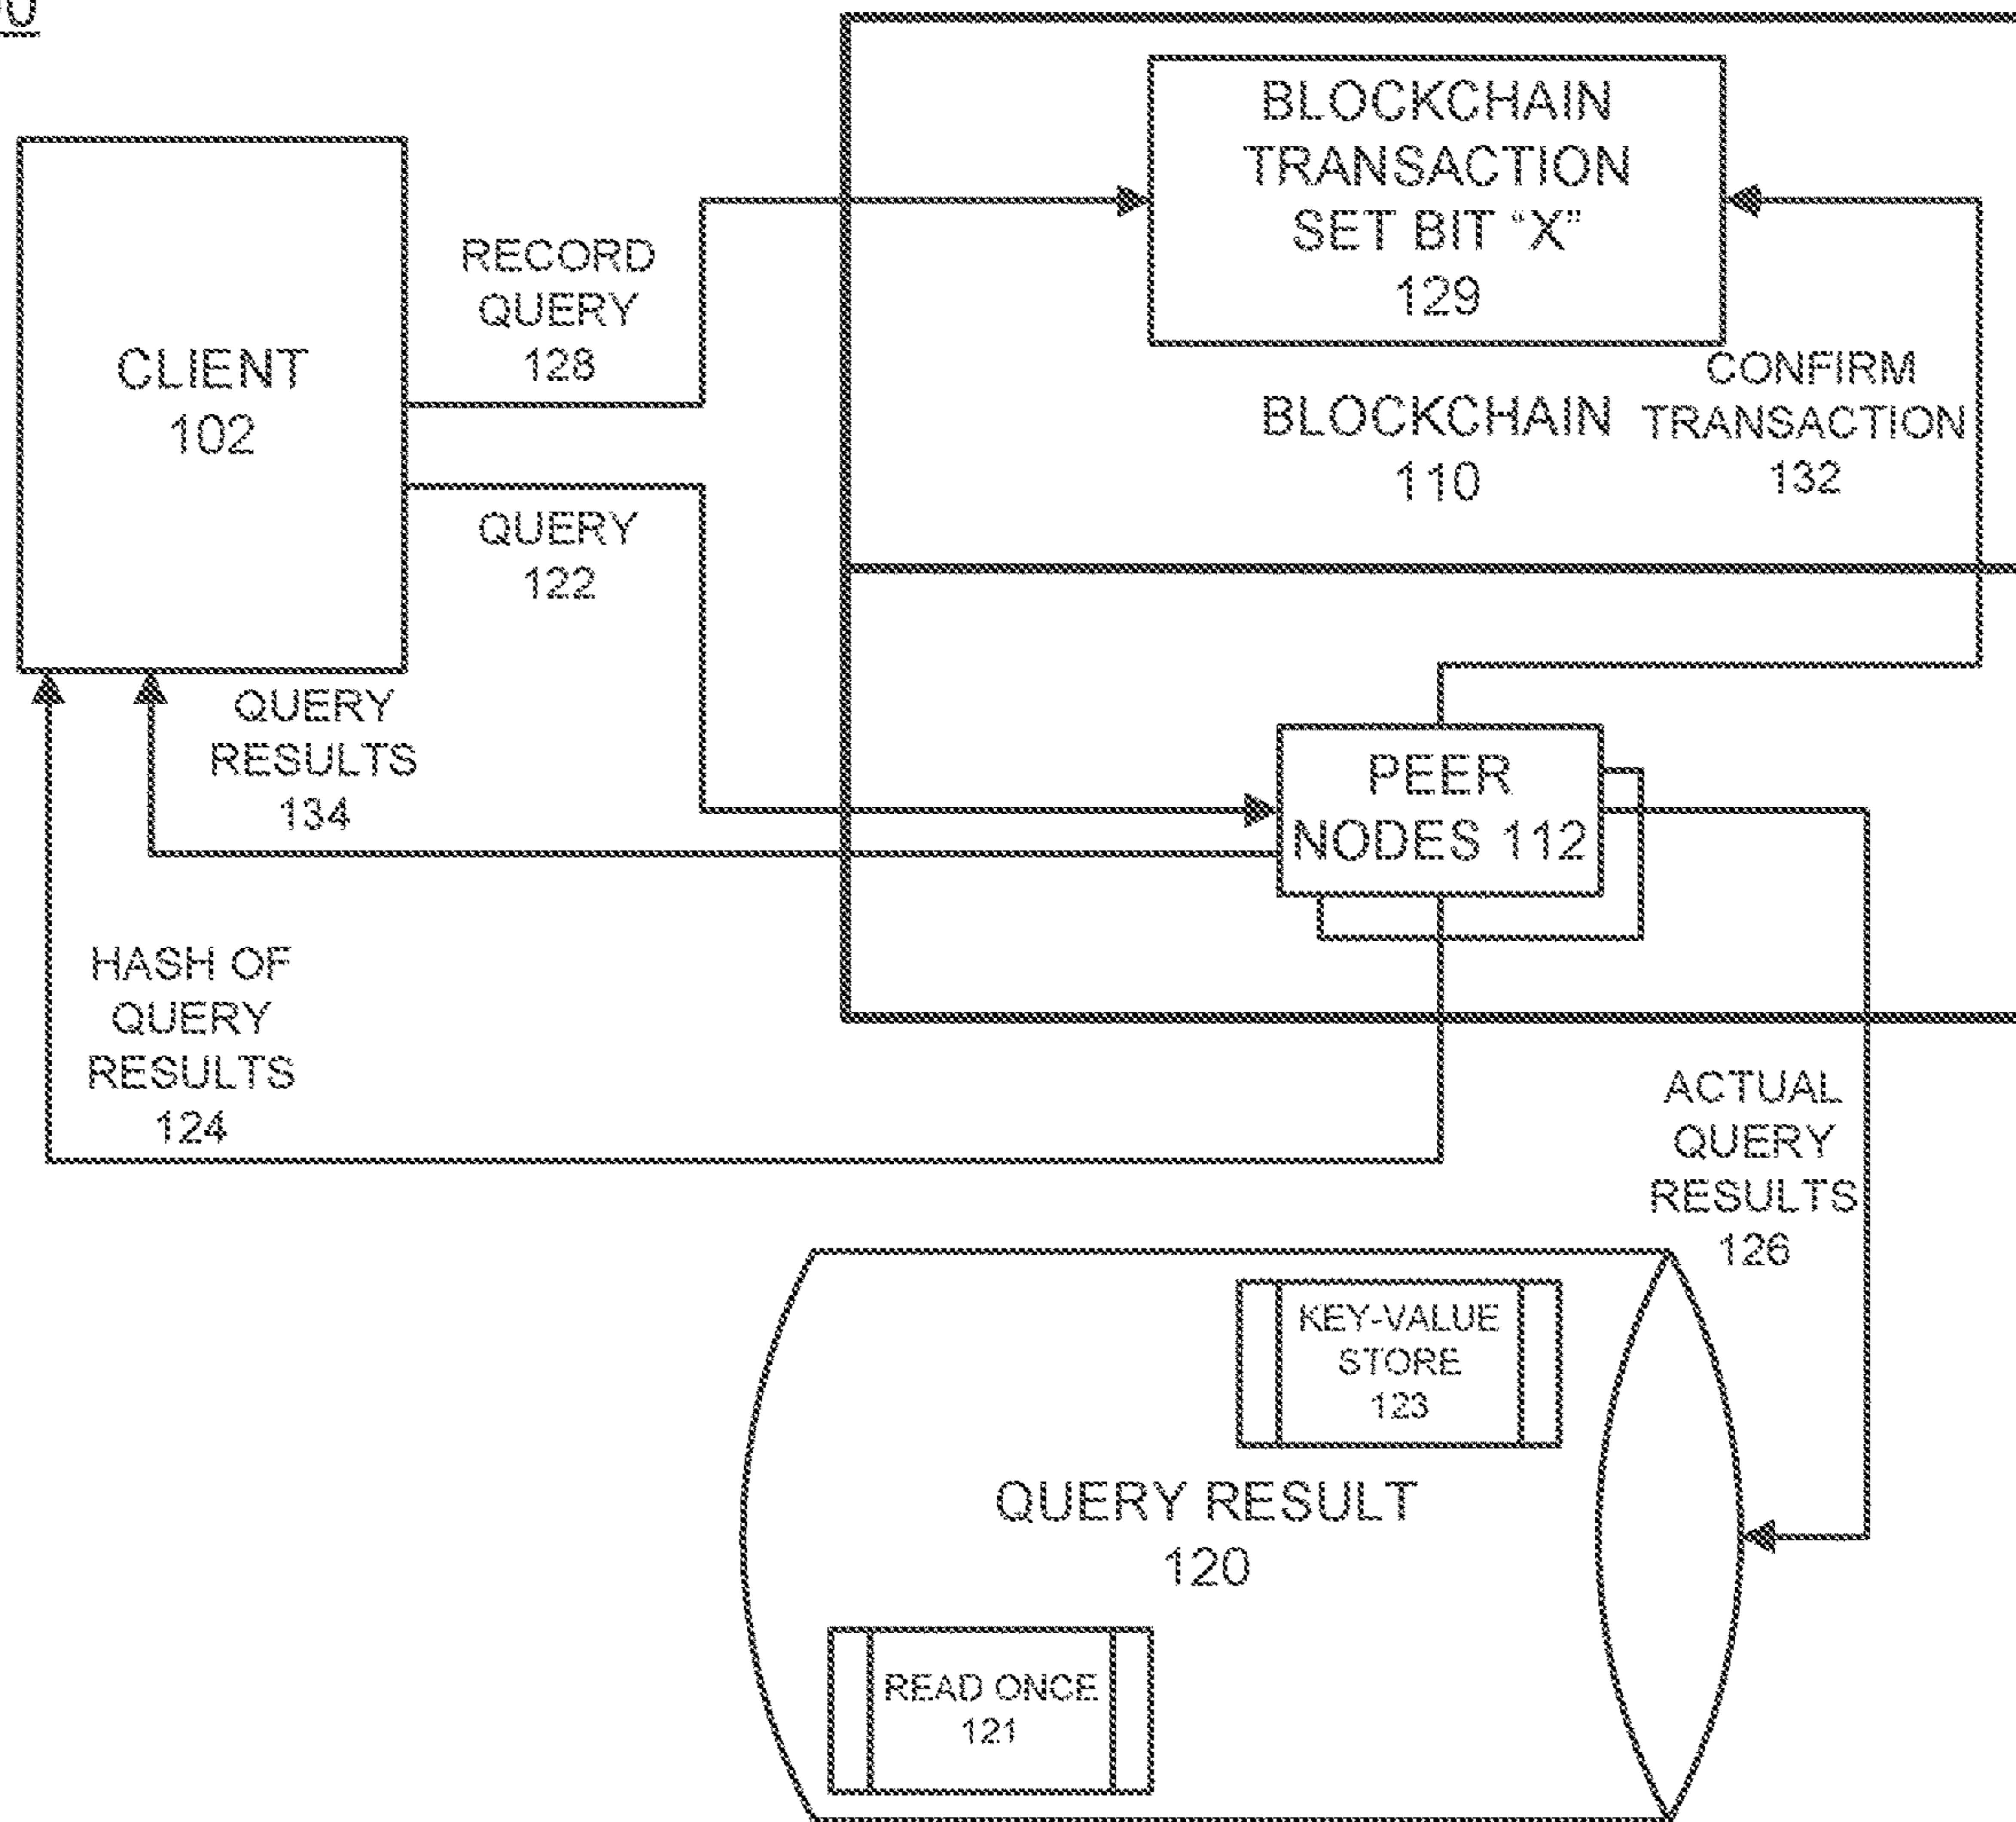 BLOCKCHAIN
TRANSACTION
SET BIT “X”
129
CLIENT
102
RECORD
QUERY
128
BLOCKCHAIN
110
CONFIRM
TRANSACTION
132
QUERY
122
QUERY
RESULTS
134
PEER
NODES 112
HASH OF
QUERY
RESULTS
124
ACTUAL
QUERY
RESULTS
126
KEY-VALUE
STORE
123
QUERY RESULT
120
READ ONCE
121